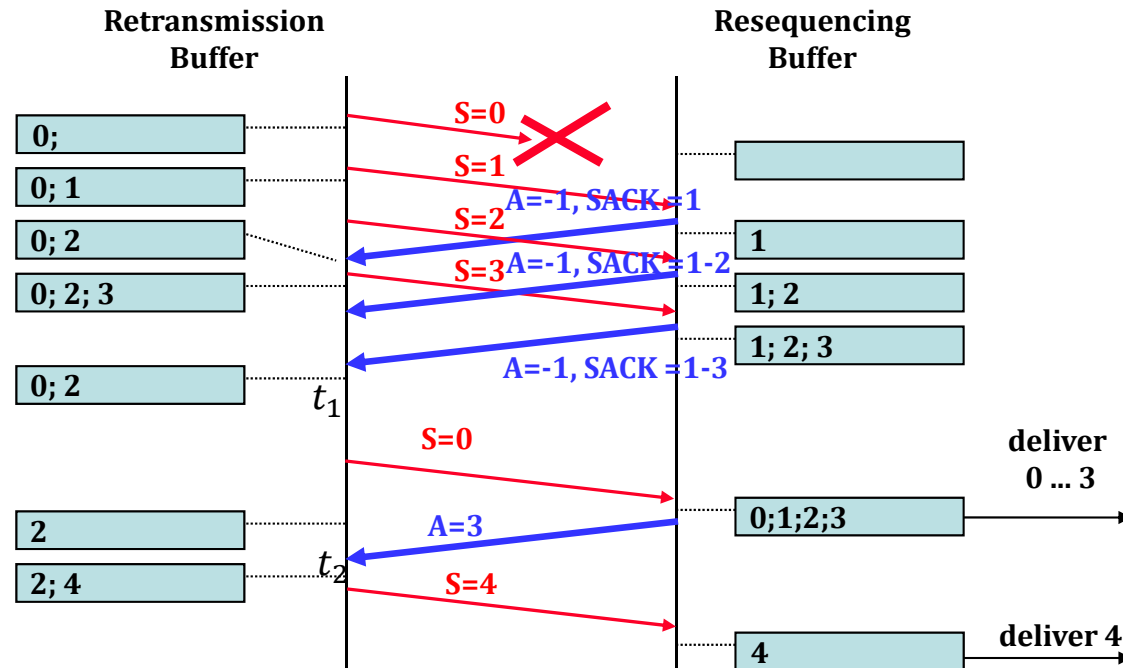 Retransmission
Buffer
Resequencing
Buffer
0;
S=0
0; 1
S=1
A=-1, SACK =1
0; 2
S=2
1
A=-1, SACK =1-2
S=3
0; 2; 3
1; 2
1; 2; 3
A=-1, SACK =1-3
0; 2
t₁
S=0
deliver
0 ... 3
2
A=3
0;1;2;3
t₂
2; 4
S=4
4
deliver 4